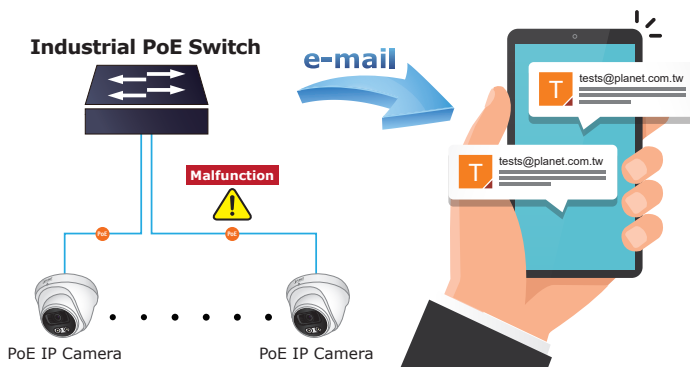 Industrial PoE Switch
e-mail
T
tests@planet.com.tw
T
tests@planet.com.tw
Malfunction
!
PoE
PoE
PoE IP Camera
PoE IP Camera